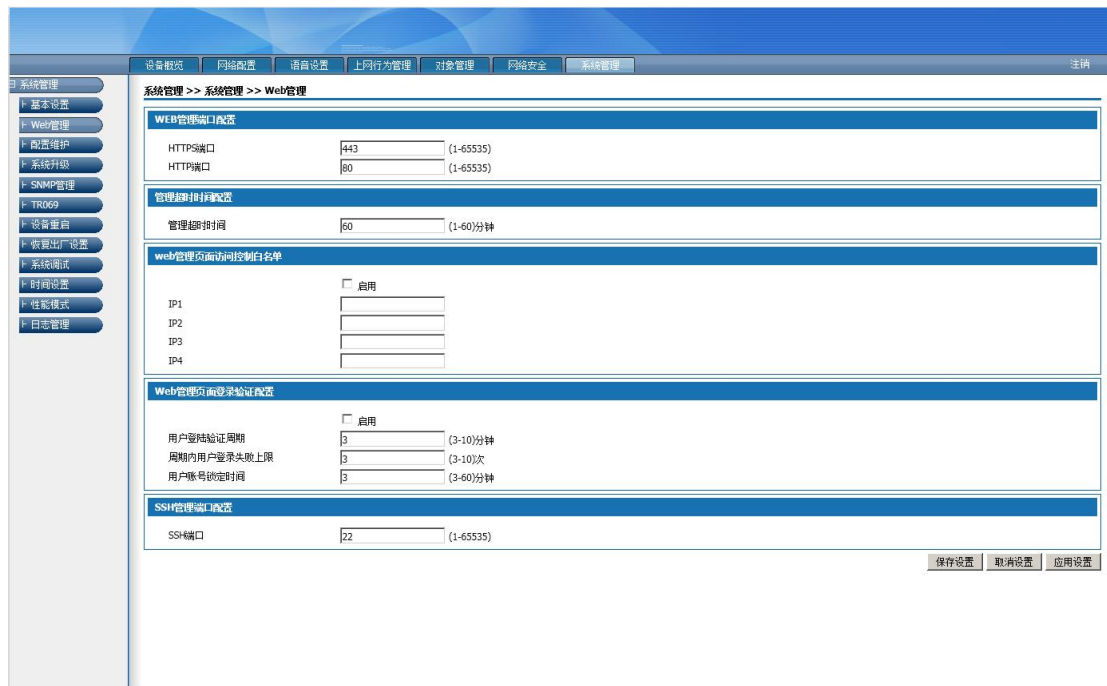 设备概览 网络配置 语音设置 上网行为管理 对象管理 网络安全 系统管理 注销
系统管理
基本设置
Web管理
配置维护
系统升级
SNMP管理
TR069
设备重启
恢复出厂设置
系统调试
时间设置
性能模式
日志管理
系统管理 >> 系统管理 >> Web管理
WEB管理端口配置
HTTPS端口 443 (1-65535)
HTTP端口 80 (1-65535)
管理超时时间配置
管理超时时间 60 (1-60)分钟
web管理页面访问控制白名单
启用
IP1
IP2
IP3
IP4
Web管理页面登录验证配置
启用
用户登陆验证周期 3 (3-10)分钟
周期内用户登录失败上限 3 (3-10)次
用户账号锁定时间 3 (3-60)分钟
SSH管理端口配置
SSH端口 22 (1-65535)
保存设置 取消设置 应用设置